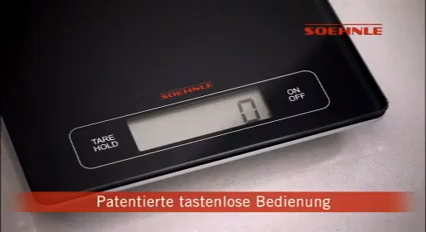 SOEHNLE
SOEHNLE
0
ON
OFF
TARE
HOLD
Patentierte tastenlose Bedienung